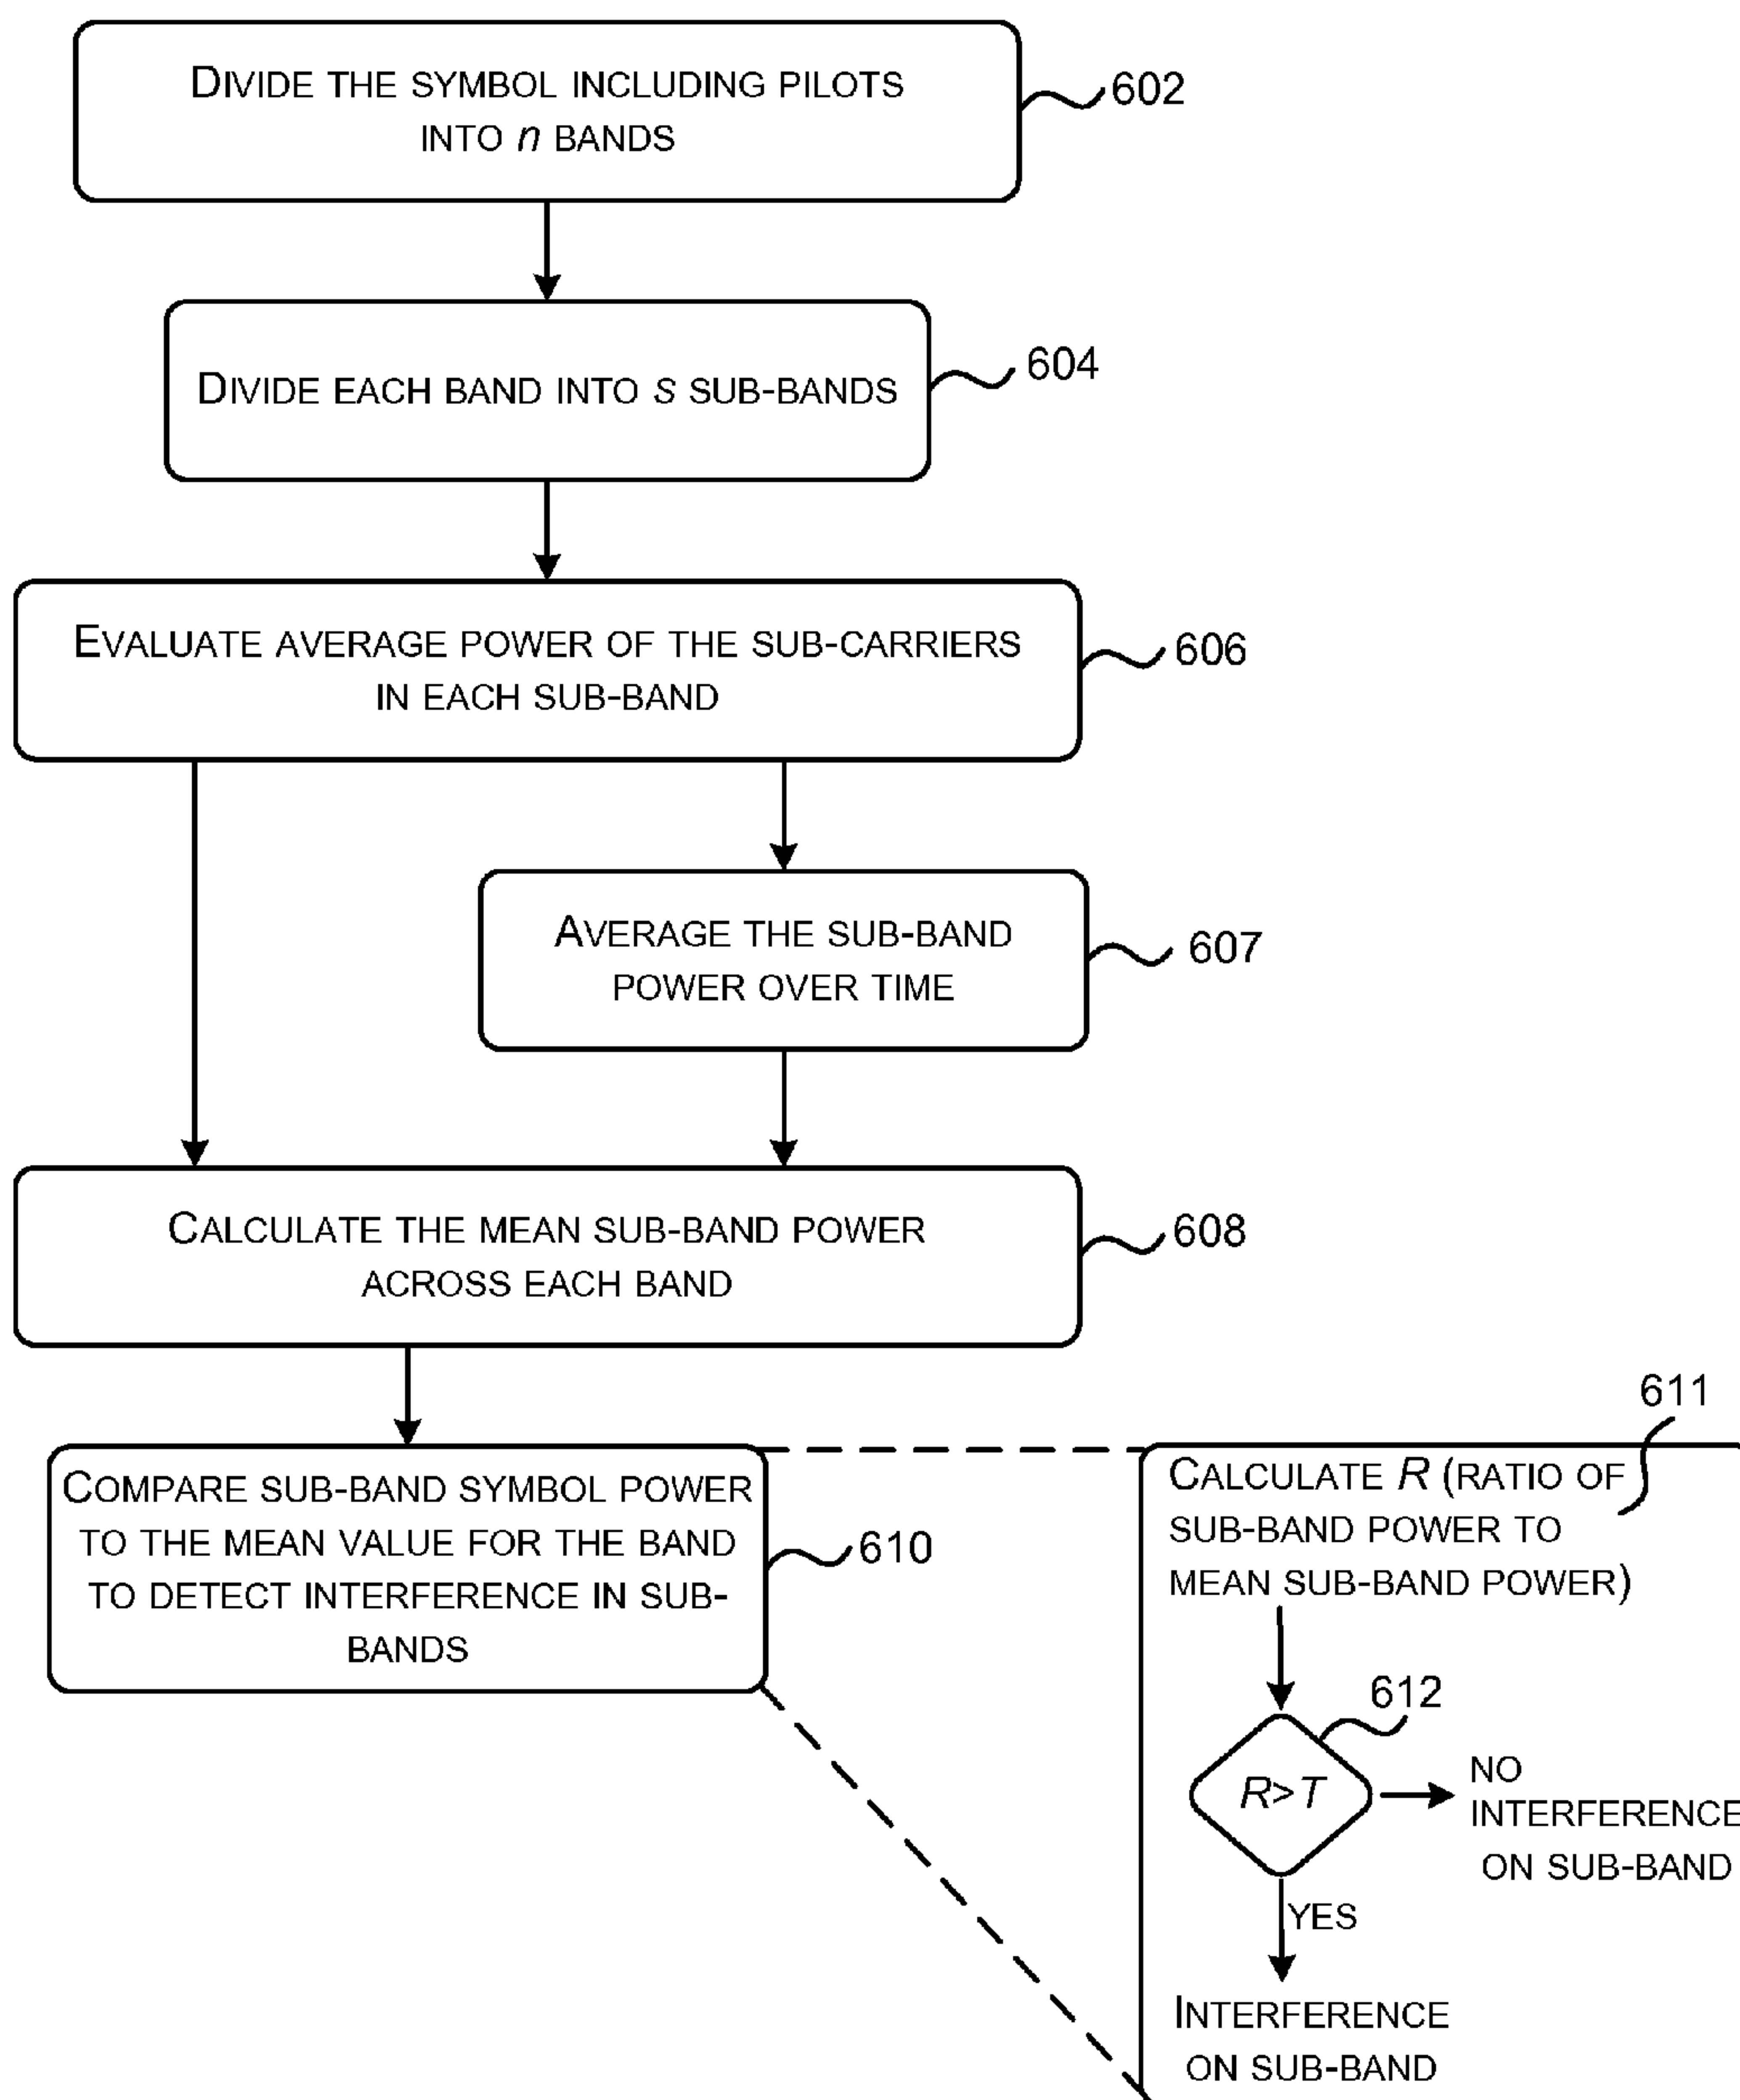 DIVIDE THE SYMBOL INCLUDING PILOTS
INTO n BANDS
602
DIVIDE EACH BAND INTO s SUB-BANDS
604
EVALUATE AVERAGE POWER OF THE SUB-CARRIERS
IN EACH SUB-BAND
606
AVERAGE THE SUB-BAND
POWER OVER TIME
607
CALCULATE THE MEAN SUB-BAND POWER
ACROSS EACH BAND
608
COMPARE SUB-BAND SYMBOL POWER
TO THE MEAN VALUE FOR THE BAND
TO DETECT INTERFERENCE IN SUB-
BANDS
610
611
CALCULATE R (RATIO OF
SUB-BAND POWER TO
MEAN SUB-BAND POWER)
612
R>T
NO
INTERFERENCE
ON SUB-BAND
YES
INTERFERENCE
ON SUB-BAND